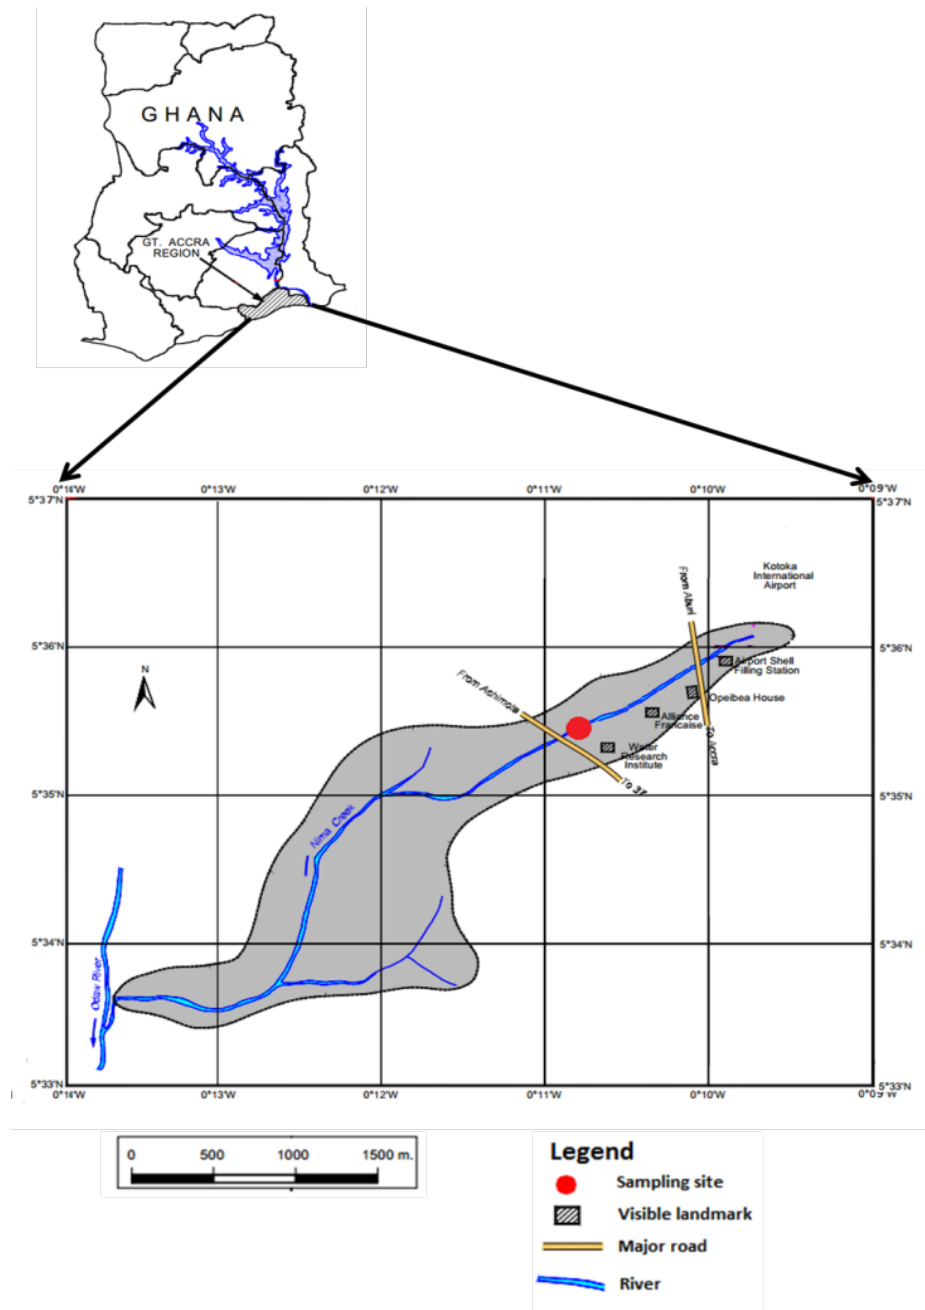 GHANA
GT. ACCRA
REGION
0°14'W
0°13'W
0°12'W
0°11'W
0°10'W
0°09'W
5°37'N
5°37'N
Kotoka
International
Airport
From Aburi
5°36'N
5°36'N
Airport Shell
Filling Station
N
From Achimota
Opeibea House
Alliance
Francaise
To Accra
Water
Research
Institute
To 37
5°35'N
5°35'N
Nima Creek
5°34'N
5°34'N
Odaw River
5°33'N
5°33'N
0°14'W
0°13'W
0°12'W
0°11'W
0°10'W
0°09'W
0 500 1000 1500 m.
Legend
Sampling site
Visible landmark
Major road
River